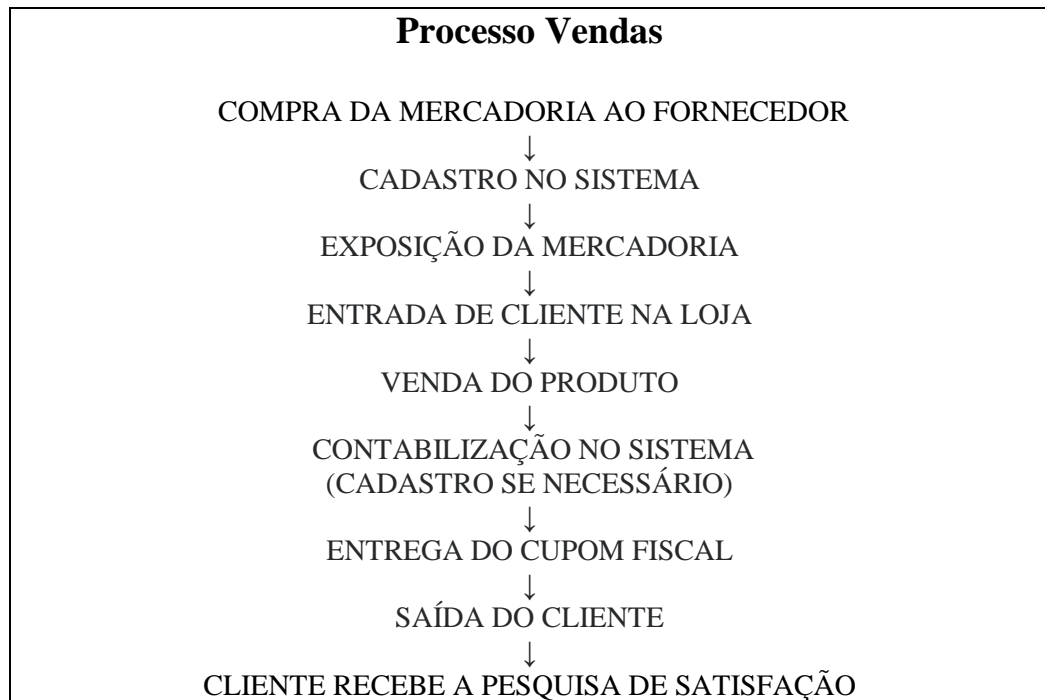 Processo Vendas
COMPRA DA MERCADORIA AO FORNECEDOR
↓
CADASTRO NO SISTEMA
↓
EXPOSIÇÃO DA MERCADORIA
↓
ENTRADA DE CLIENTE NA LOJA
↓
VENDA DO PRODUTO
↓
CONTABILIZAÇÃO NO SISTEMA
(CADASTRO SE NECESSÁRIO)
↓
ENTREGA DO CUPOM FISCAL
↓
SAÍDA DO CLIENTE
↓
CLIENTE RECEBE A PESQUISA DE SATISFAÇÃO